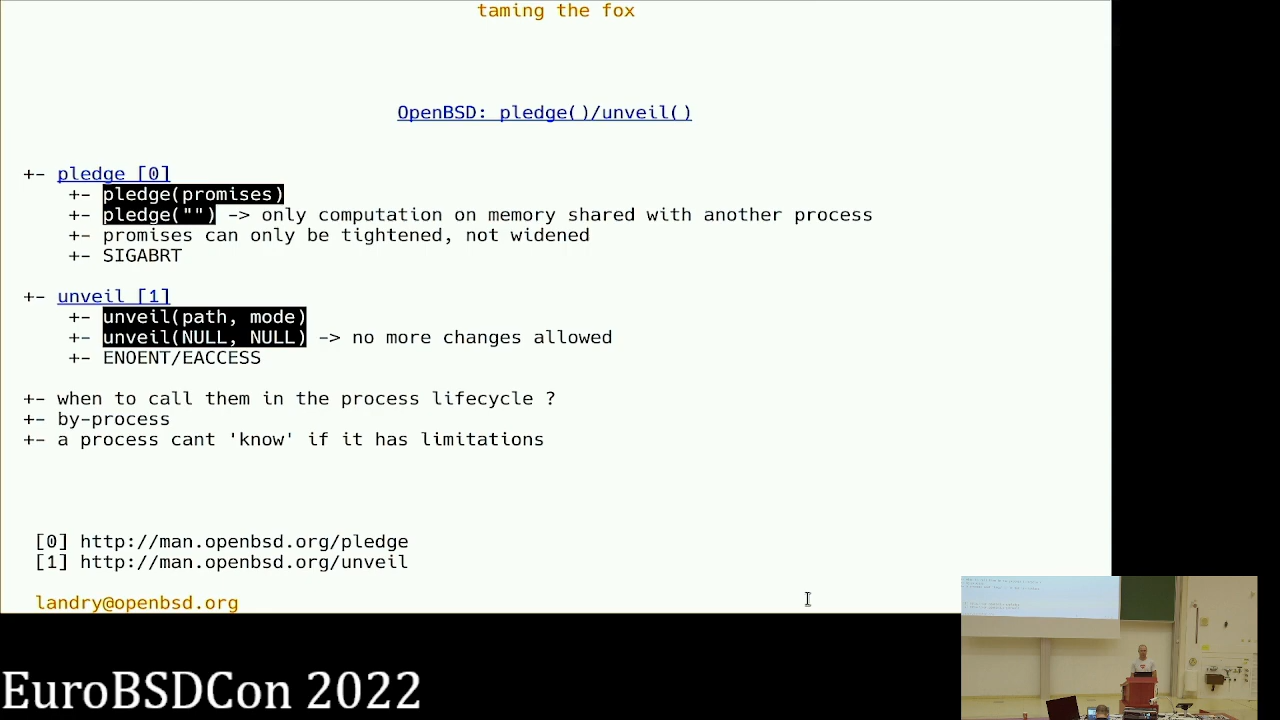 taming the fox
OpenBSD: pledge()/unveil()
+- pledge [0]
+- pledge(promises)
+- pledge("") -> only computation on memory shared with another process
+- promises can only be tightened, not widened
+- SIGABRT
+- unveil [1]
+- unveil(path, mode)
+- unveil(NULL, NULL) -> no more changes allowed
+- ENOENT/EACCESS
+- when to call them in the process lifecycle ?
+- by-process
+- a process cant 'know' if it has limitations
[0] http://man.openbsd.org/pledge
[1] http://man.openbsd.org/unveil
landry@openbsd.org
EuroBSDCon 2022